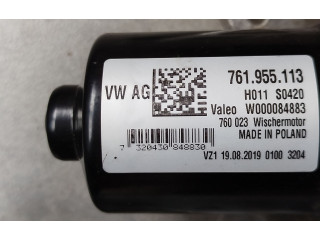 VW AG
761.955.113
H011 S0420
Valeo W000084883
760 023 Wischermotor
MADE IN POLAND
7 320430 848830
VZ1 19.08.2019 0100 3204